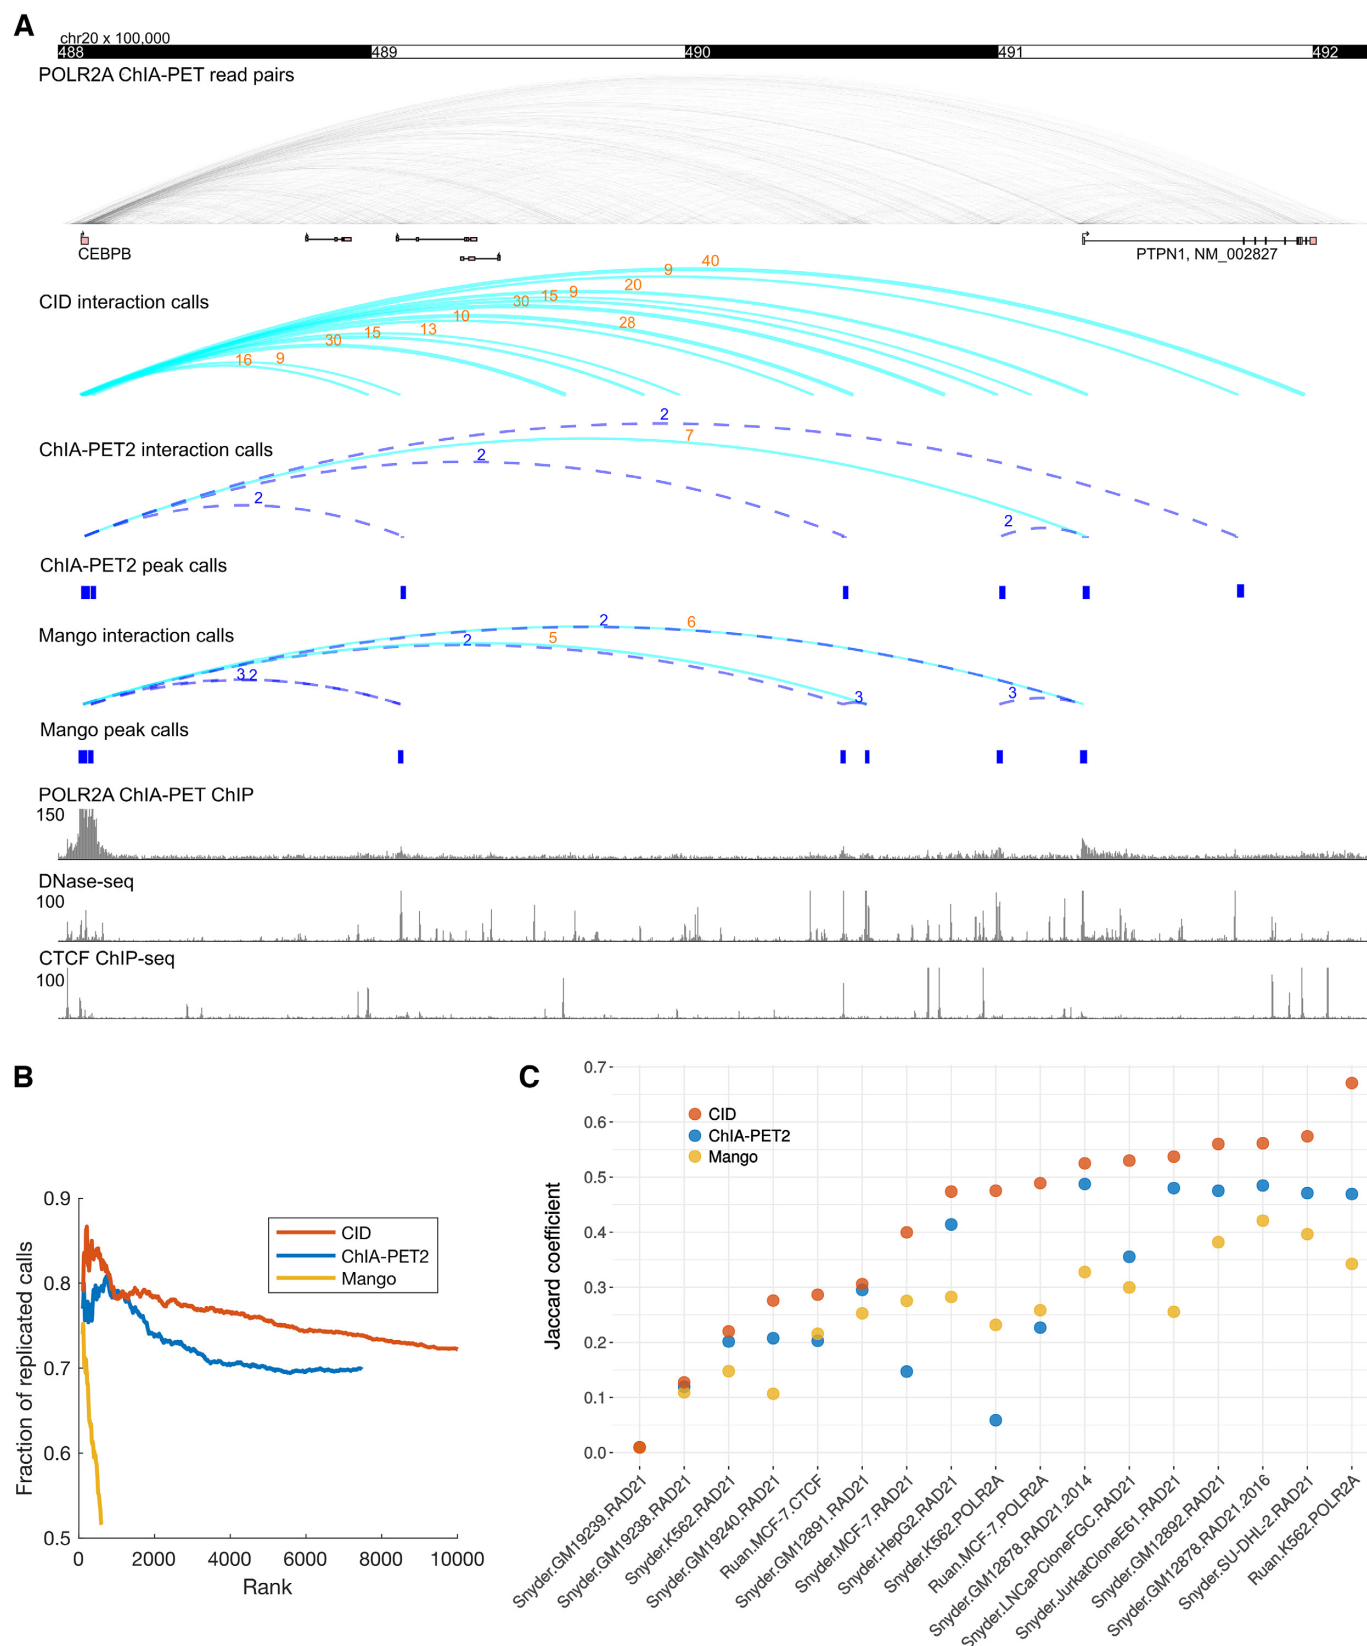 A
chr20 x 100,000
488 489 490 491 492
POLR2A ChIA-PET read pairs
CEBPB
PTPN1, NM_002827
CID interaction calls
40
9
20
9
15
30
10
28
13
15
30
9
16
ChIA-PET2 interaction calls
2
7
2
2
2
ChIA-PET2 peak calls
Mango interaction calls
2
6
2
5
3 2
3
3
Mango peak calls
POLR2A ChIA-PET ChIP
150
DNase-seq
100
CTCF ChIP-seq
100
B
Fraction of replicated calls
0.9
0.8
0.7
0.6
0.5
CID
ChIA-PET2
Mango
0 2000 4000 6000 8000 10000
Rank
C
Jaccard coefficient
0.7
0.6
0.5
0.4
0.3
0.2
0.1
0.0
CID
ChIA-PET2
Mango
Snyder.GM19239.RAD21
Snyder.GM19238.RAD21
Snyder.K562.RAD21
Snyder.GM19240.RAD21
Ruan.MCF-7.CTCF
Snyder.GM12891.RAD21
Snyder.MCF-7.RAD21
Snyder.HepG2.RAD21
Snyder.K562.POLR2A
Ruan.MCF-7.POLR2A
Snyder.GM12878.RAD21.2014
Snyder.LNCaPCloneFGC.RAD21
Snyder.JurkatCloneE61.RAD21
Snyder.GM12892.RAD21
Snyder.GM12878.RAD21.2016
Snyder.SU-DHL-2.RAD21
Ruan.K562.POLR2A